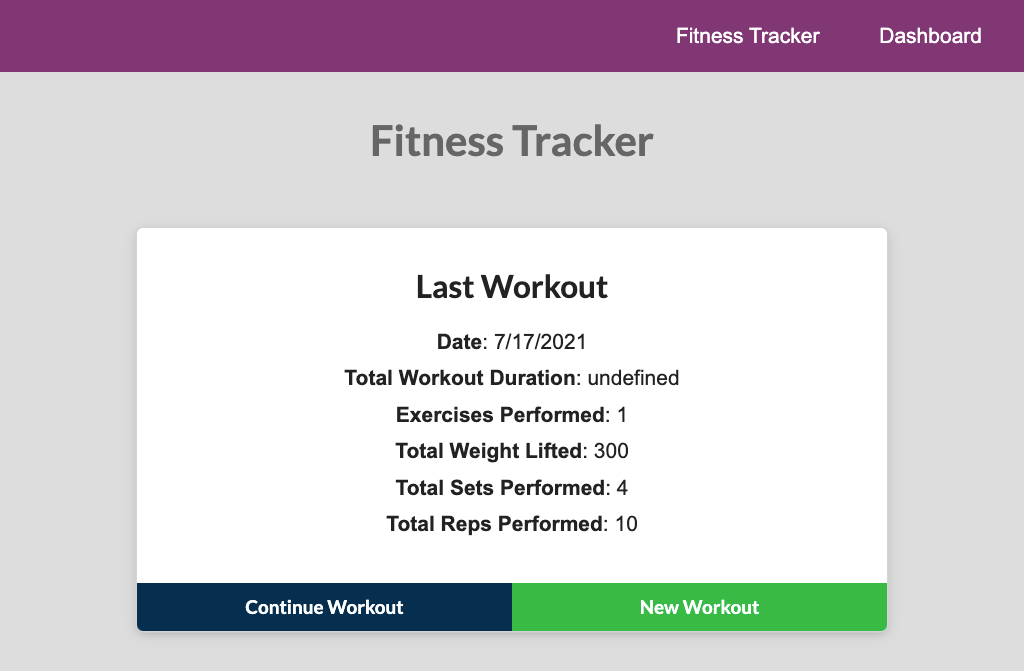 Fitness Tracker Dashboard
Fitness Tracker
Last Workout
Date: 7/17/2021
Total Workout Duration: undefined
Exercises Performed: 1
Total Weight Lifted: 300
Total Sets Performed: 4
Total Reps Performed: 10
Continue Workout New Workout